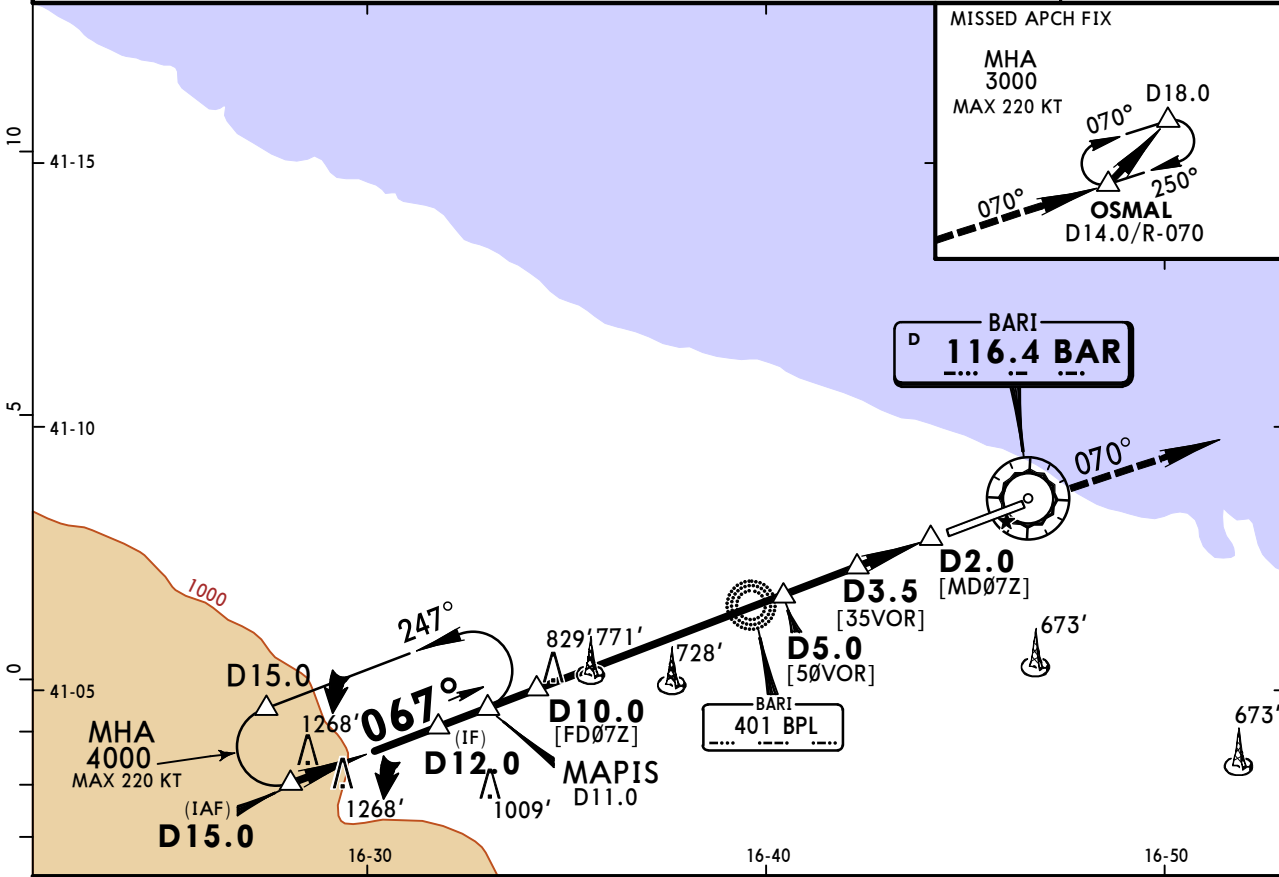 MISSED APCH FIX
MHA
3000
MAX 220 KT
D18.0
070°
250°
070°
OSMAL
D14.0/R-070
10
41-15
BARI
D 116.4 BAR
5
41-10
070°
D2.0
[MDØ7Z]
D3.5
[35VOR]
1000
247°
829'
771'
728'
673'
D5.0
[5ØVOR]
0
41-05
D15.0
067°
D10.0
[FDØ7Z]
BARI
401 BPL
673'
MHA
4000
MAX 220 KT
1268'
(IF)
D12.0
MAPIS
D11.0
(IAF)
D15.0
1268'
1009'
16-30
16-40
16-50